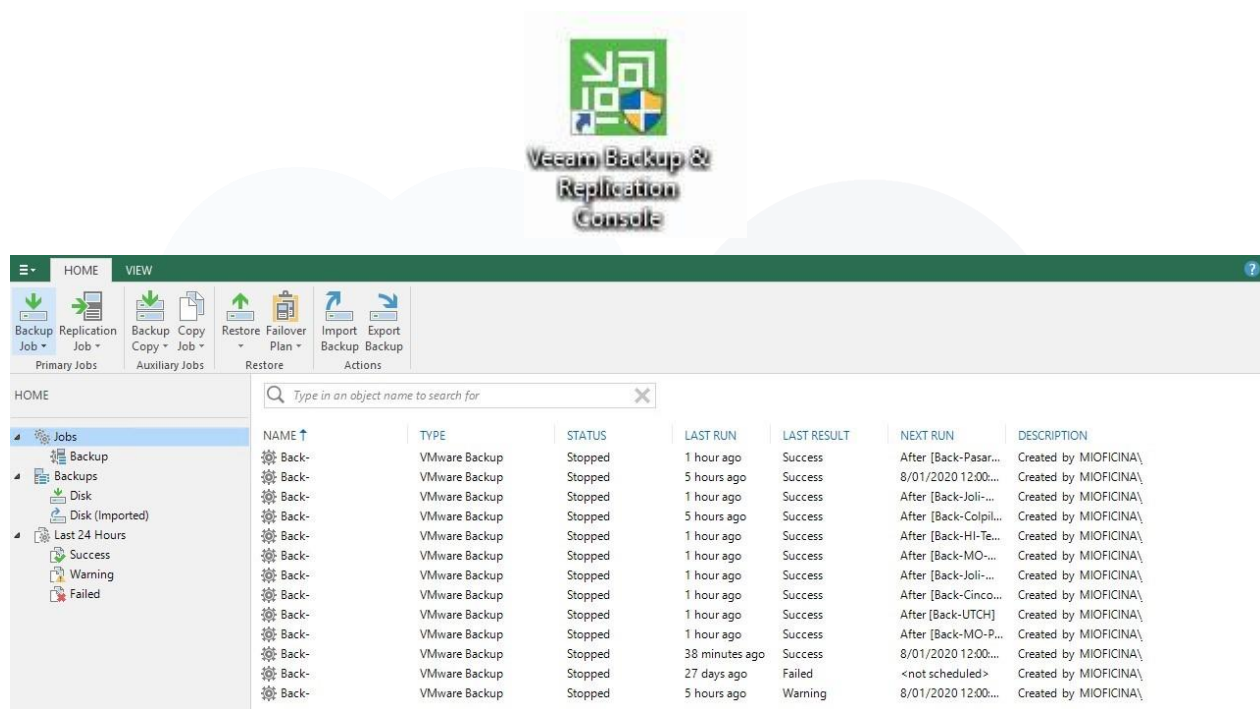 Veeam Backup &
Replication
Console
HOME VIEW
Backup Job Replication Job Backup Copy Copy Job Restore Failover Plan Import Backup Export Backup
Primary Jobs Auxiliary Jobs Restore Actions
HOME
Type in an object name to search for
Jobs
Backup
Backups
Disk
Disk (Imported)
Last 24 Hours
Success
Warning
Failed
NAME TYPE STATUS LAST RUN LAST RESULT NEXT RUN DESCRIPTION
Back- VMware Backup Stopped 1 hour ago Success After [Back-Pasar... Created by MIOFICINA\
Back- VMware Backup Stopped 5 hours ago Success 8/01/2020 12:00:... Created by MIOFICINA\
Back- VMware Backup Stopped 1 hour ago Success After [Back-Joli-... Created by MIOFICINA\
Back- VMware Backup Stopped 5 hours ago Success After [Back-Colpil... Created by MIOFICINA\
Back- VMware Backup Stopped 1 hour ago Success After [Back-HI-Te... Created by MIOFICINA\
Back- VMware Backup Stopped 1 hour ago Success After [Back-MO-... Created by MIOFICINA\
Back- VMware Backup Stopped 1 hour ago Success After [Back-Joli-... Created by MIOFICINA\
Back- VMware Backup Stopped 1 hour ago Success After [Back-Cinco... Created by MIOFICINA\
Back- VMware Backup Stopped 1 hour ago Success After [Back-UTCH] Created by MIOFICINA\
Back- VMware Backup Stopped 1 hour ago Success After [Back-MO-P... Created by MIOFICINA\
Back- VMware Backup Stopped 38 minutes ago Success 8/01/2020 12:00:... Created by MIOFICINA\
Back- VMware Backup Stopped 27 days ago Failed <not scheduled> Created by MIOFICINA\
Back- VMware Backup Stopped 5 hours ago Warning 8/01/2020 12:00:... Created by MIOFICINA\